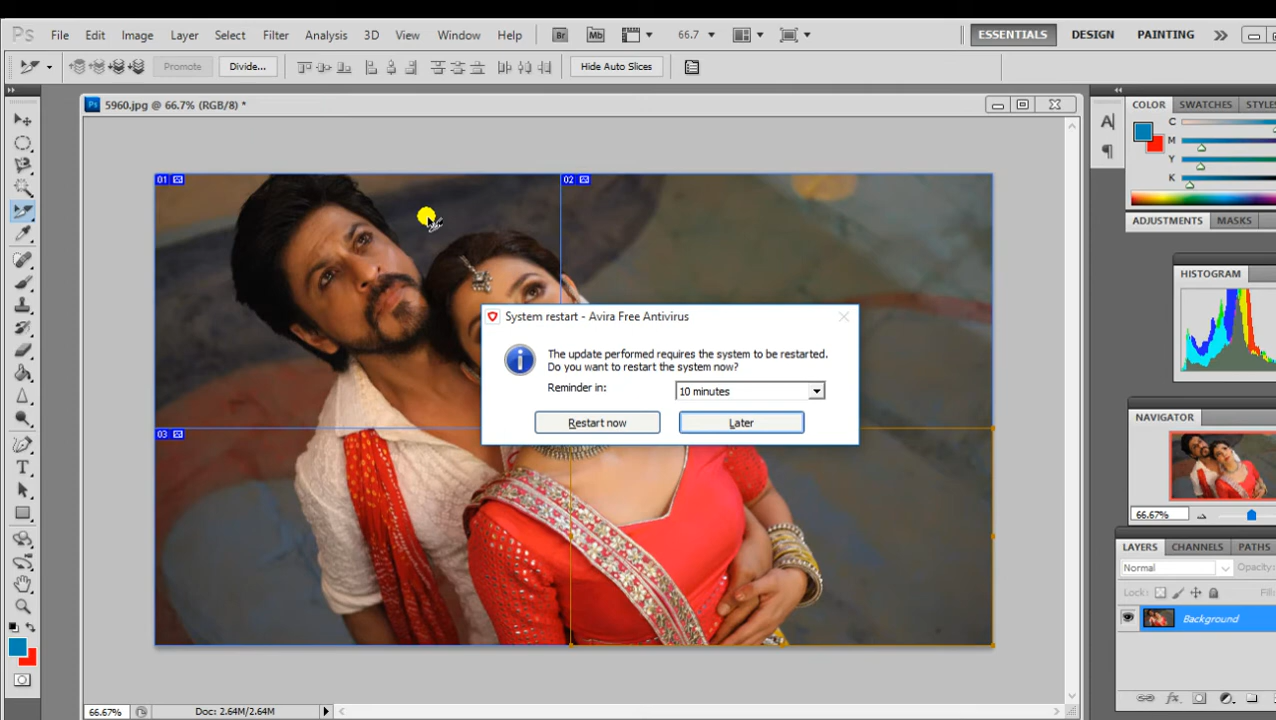 Ps File Edit Image Layer Select Filter Analysis 3D View Window Help Br Mb 66.7 ESSENTIALS DESIGN PAINTING
Promote Divide... Hide Auto Slices
Ps 5960.jpg @ 66.7% (RGB/8) *
COLOR SWATCHES STYLES
C
M
Y
K
01 02
ADJUSTMENTS MASKS
HISTOGRAM
System restart - Avira Free Antivirus
The update performed requires the system to be restarted.
Do you want to restart the system now?
Reminder in: 10 minutes
Restart now Later
03
NAVIGATOR
66.67%
LAYERS CHANNELS PATHS
Normal Opacity:
Lock:
Background
66.67% Doc: 2.64M/2.64M